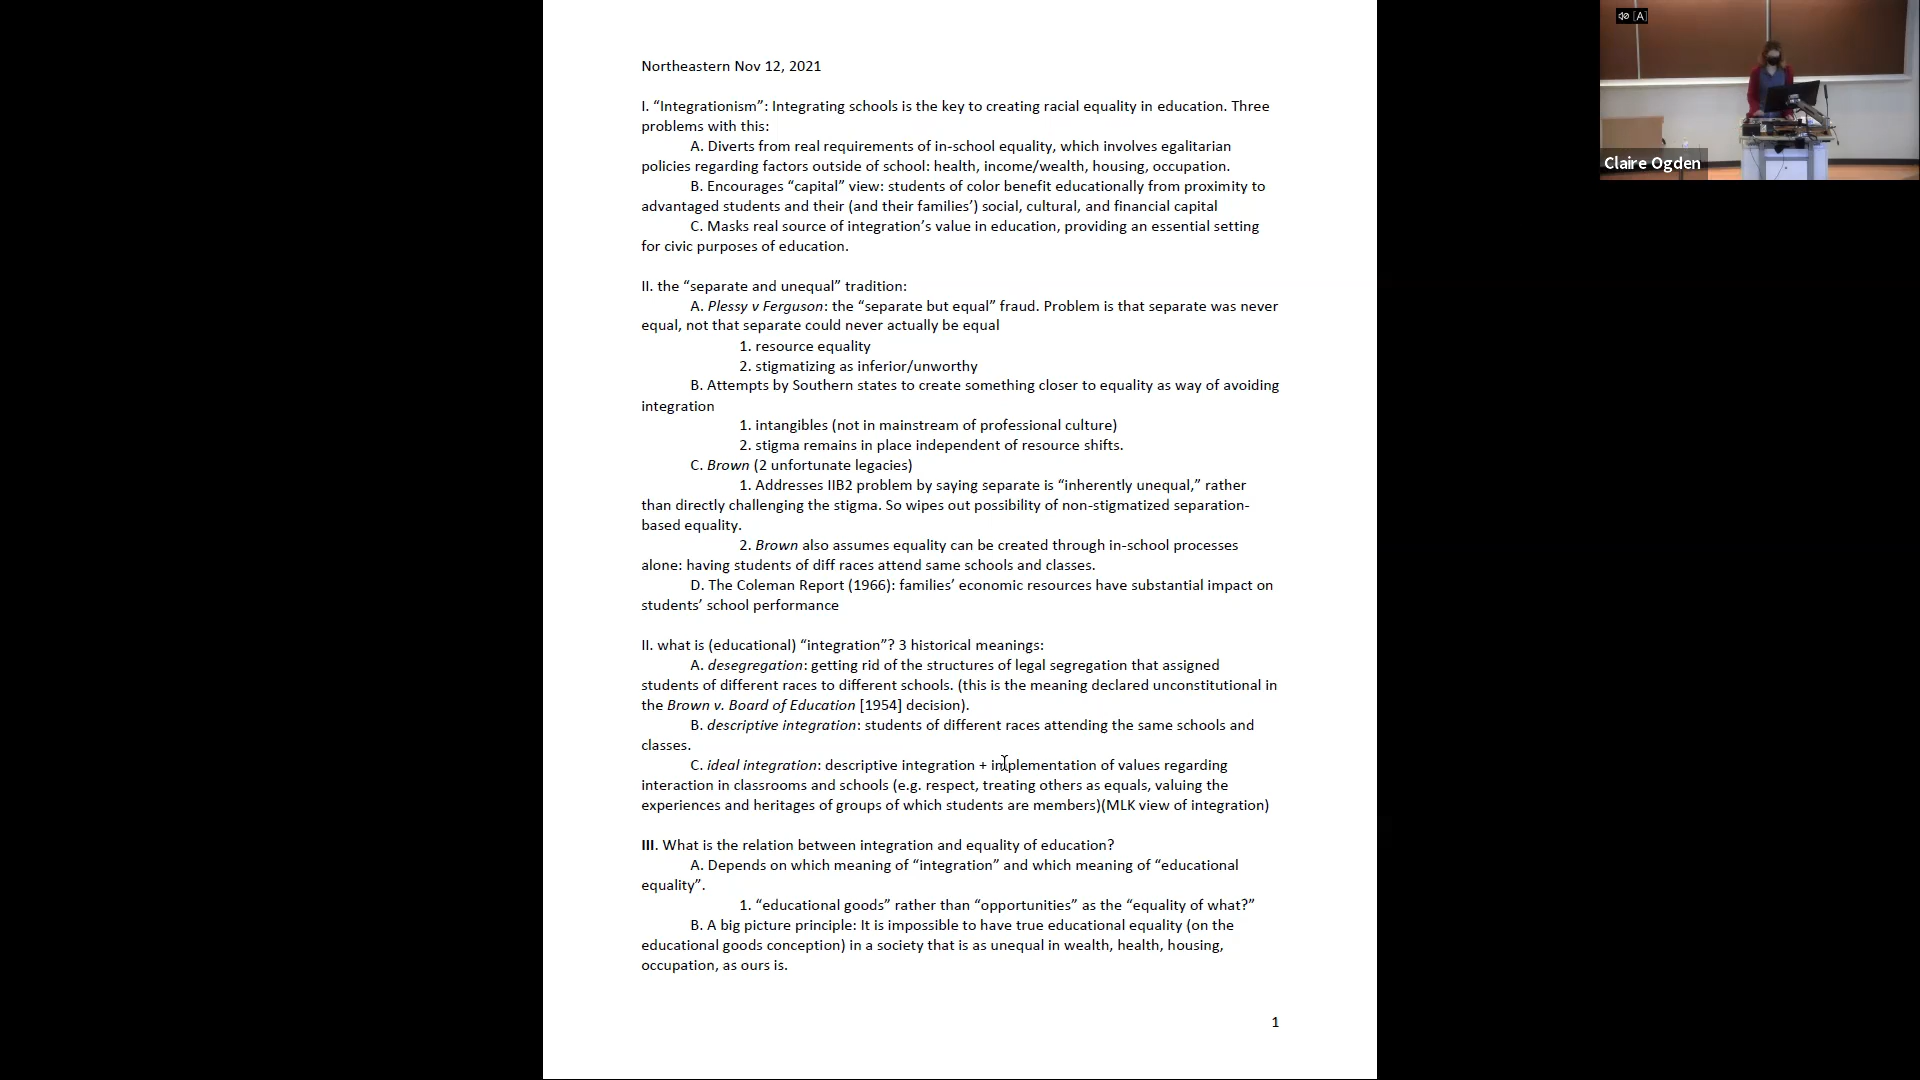 Northeastern Nov 12, 2021
I. “Integrationism”: Integrating schools is the key to creating racial equality in education. Three
problems with this:
A. Diverts from real requirements of in-school equality, which involves egalitarian
policies regarding factors outside of school: health, income/wealth, housing, occupation.
B. Encourages “capital” view: students of color benefit educationally from proximity to
advantaged students and their (and their families’) social, cultural, and financial capital
C. Masks real source of integration’s value in education, providing an essential setting
for civic purposes of education.
II. the “separate and unequal” tradition:
A. Plessy v Ferguson: the “separate but equal” fraud. Problem is that separate was never
equal, not that separate could never actually be equal
1. resource equality
2. stigmatizing as inferior/unworthy
B. Attempts by Southern states to create something closer to equality as way of avoiding
integration
1. intangibles (not in mainstream of professional culture)
2. stigma remains in place independent of resource shifts.
C. Brown (2 unfortunate legacies)
1. Addresses IIB2 problem by saying separate is “inherently unequal,” rather
than directly challenging the stigma. So wipes out possibility of non-stigmatized separation-
based equality.
2. Brown also assumes equality can be created through in-school processes
alone: having students of diff races attend same schools and classes.
D. The Coleman Report (1966): families’ economic resources have substantial impact on
students’ school performance
II. what is (educational) “integration”? 3 historical meanings:
A. desegregation: getting rid of the structures of legal segregation that assigned
students of different races to different schools. (this is the meaning declared unconstitutional in
the Brown v. Board of Education [1954] decision).
B. descriptive integration: students of different races attending the same schools and
classes.
C. ideal integration: descriptive integration + implementation of values regarding
interaction in classrooms and schools (e.g. respect, treating others as equals, valuing the
experiences and heritages of groups of which students are members)(MLK view of integration)
III. What is the relation between integration and equality of education?
A. Depends on which meaning of “integration” and which meaning of “educational
equality”.
1. “educational goods” rather than “opportunities” as the “equality of what?”
B. A big picture principle: It is impossible to have true educational equality (on the
educational goods conception) in a society that is as unequal in wealth, health, housing,
occupation, as ours is.
1
[A]
Claire Ogden